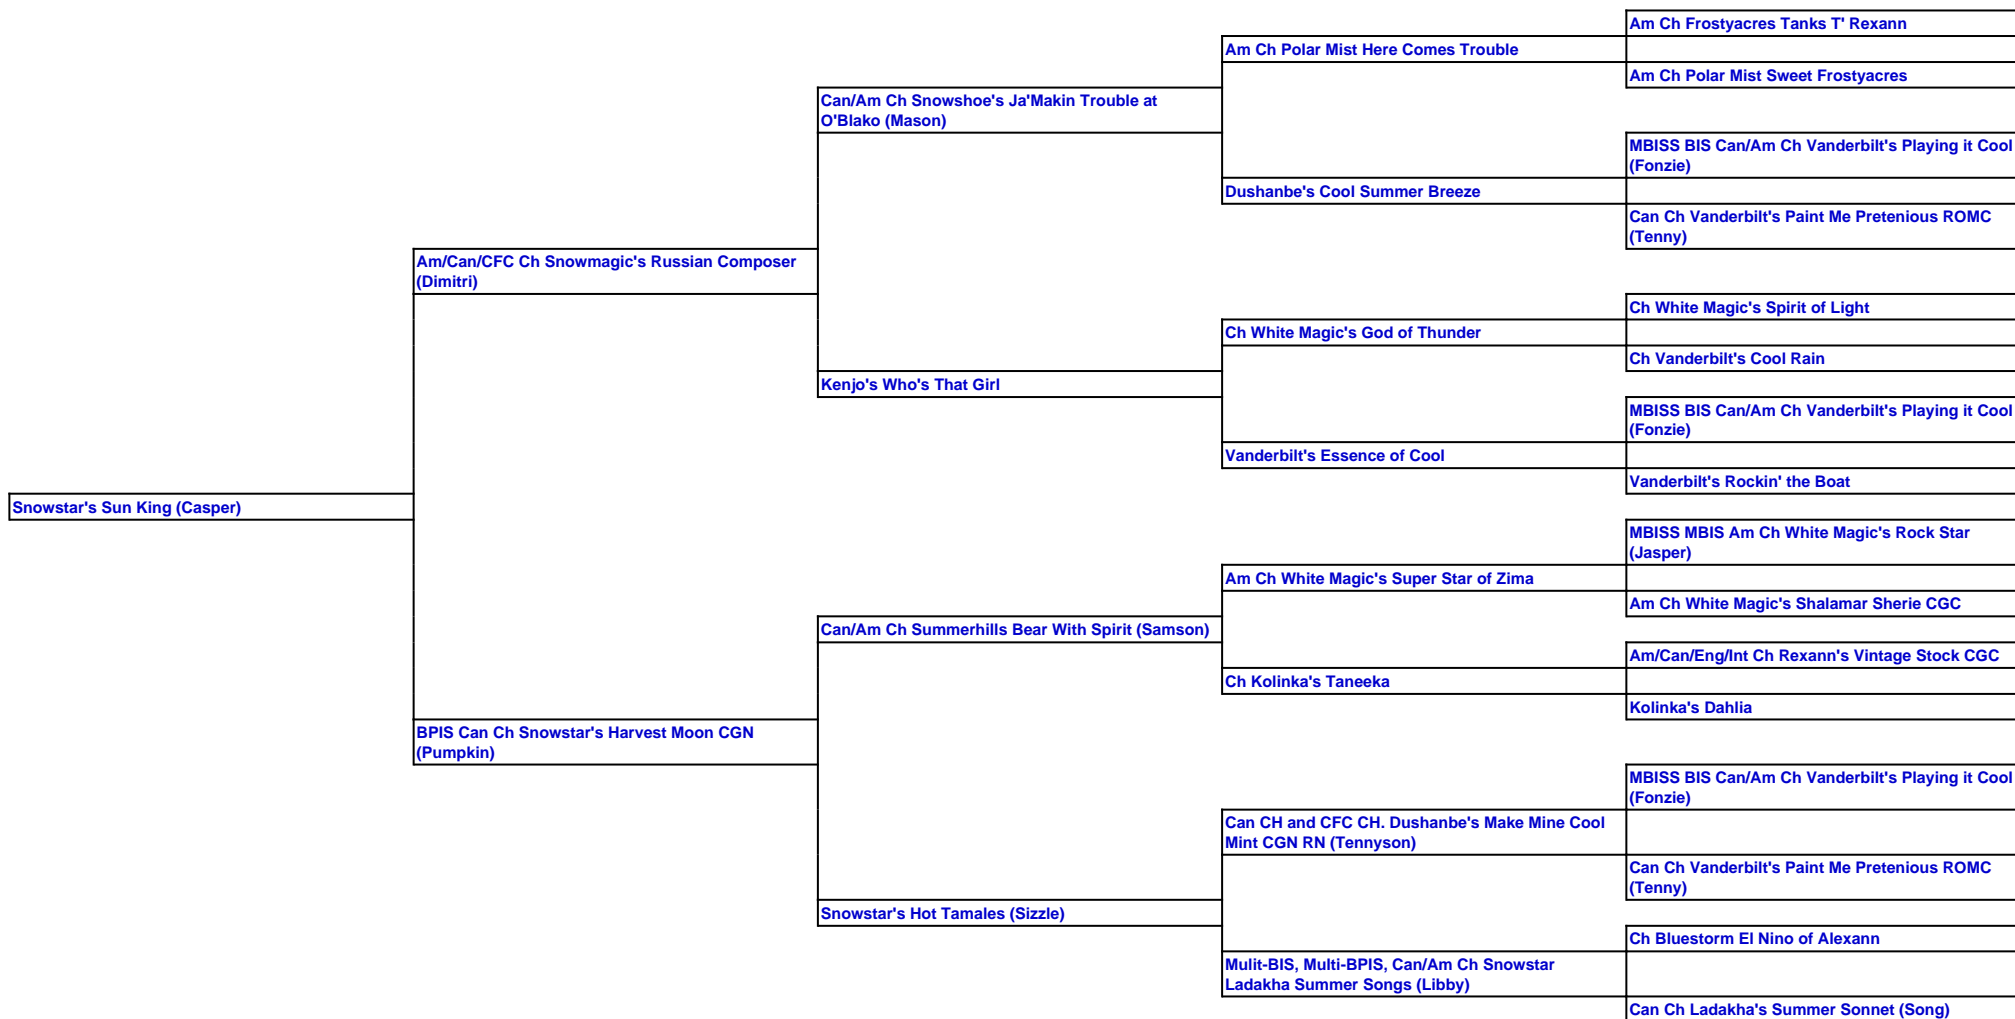 Am Ch Frostyacres Tanks T' Rexann
Am Ch Polar Mist Here Comes Trouble
Am Ch Polar Mist Sweet Frostyacres
Can/Am Ch Snowshoe's Ja'Makin Trouble at
O'Blako (Mason)
MBISS BIS Can/Am Ch Vanderbilt's Playing it Cool
(Fonzie)
Dushanbe's Cool Summer Breeze
Can Ch Vanderbilt's Paint Me Pretenious ROMC
(Tenny)
Am/Can/CFC Ch Snowmagic's Russian Composer
(Dimitri)
Ch White Magic's Spirit of Light
Ch White Magic's God of Thunder
Ch Vanderbilt's Cool Rain
Kenjo's Who's That Girl
MBISS BIS Can/Am Ch Vanderbilt's Playing it Cool
(Fonzie)
Vanderbilt's Essence of Cool
Vanderbilt's Rockin' the Boat
Snowstar's Sun King (Casper)
MBISS MBIS Am Ch White Magic's Rock Star
(Jasper)
Am Ch White Magic's Super Star of Zima
Am Ch White Magic's Shalamar Sherie CGC
Can/Am Ch Summerhills Bear With Spirit (Samson)
Am/Can/Eng/Int Ch Rexann's Vintage Stock CGC
Ch Kolinka's Taneeka
Kolinka's Dahlia
BPIS Can Ch Snowstar's Harvest Moon CGN
(Pumpkin)
MBISS BIS Can/Am Ch Vanderbilt's Playing it Cool
(Fonzie)
Can CH and CFC CH. Dushanbe's Make Mine Cool
Mint CGN RN (Tennyson)
Can Ch Vanderbilt's Paint Me Pretenious ROMC
(Tenny)
Snowstar's Hot Tamales (Sizzle)
Ch Bluestorm El Nino of Alexann
Mulit-BIS, Multi-BPIS, Can/Am Ch Snowstar
Ladakha Summer Songs (Libby)
Can Ch Ladakha's Summer Sonnet (Song)